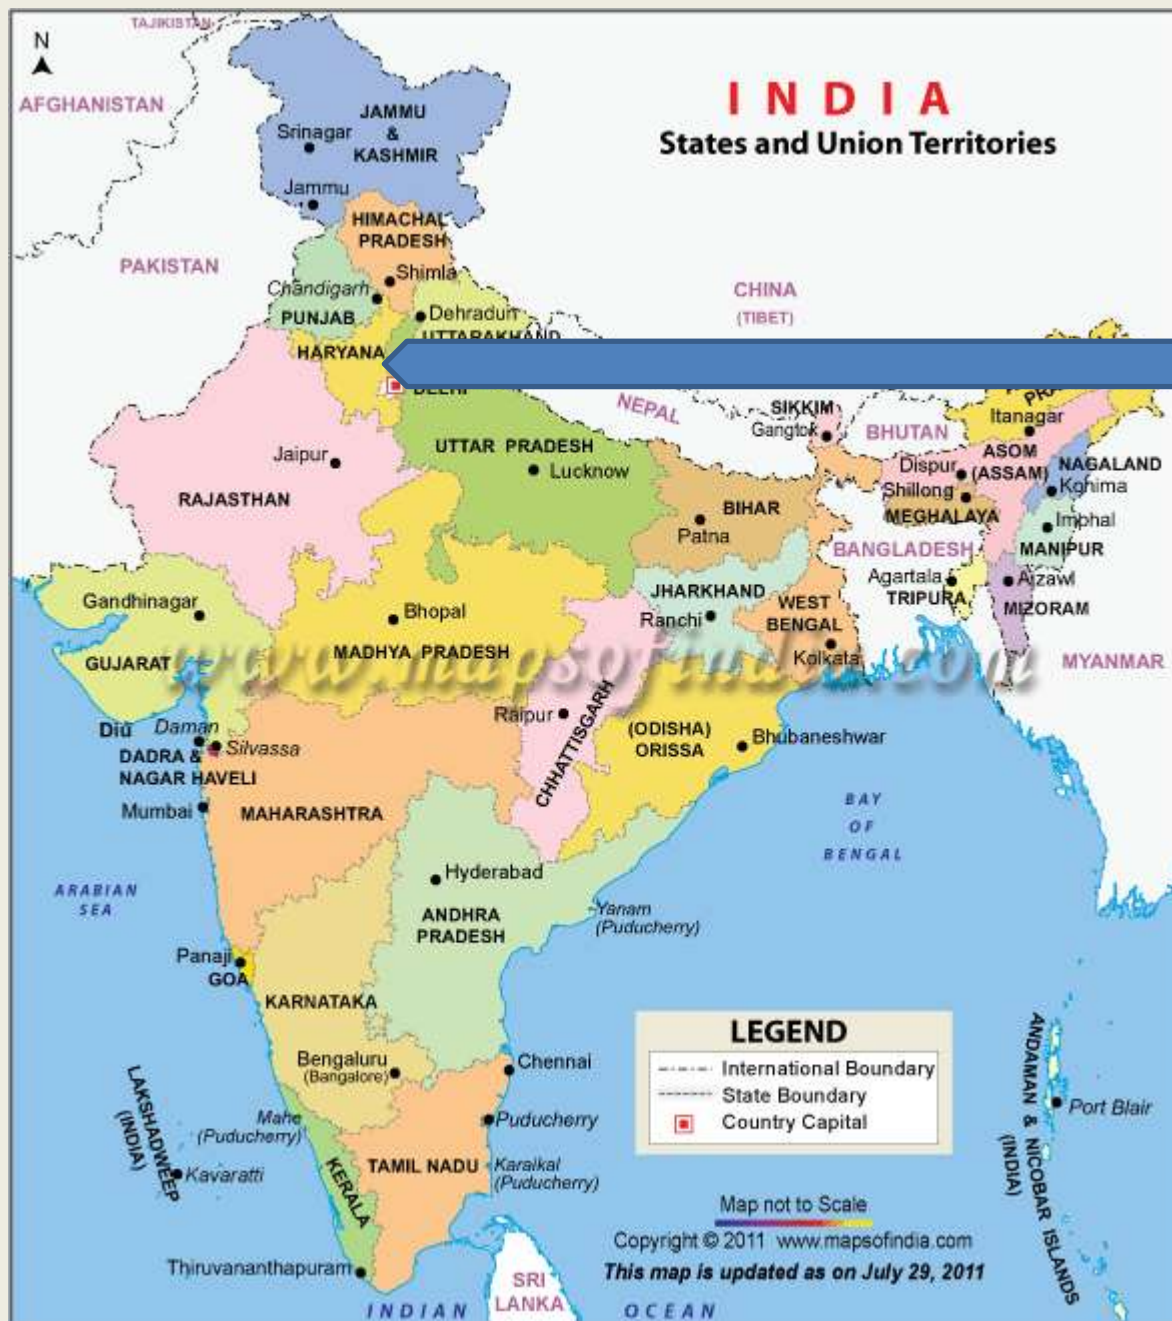 TAJIKISTAN
N
AFGHANISTAN
INDIA
States and Union Territories
JAMMU
&
KASHMIR
Srinagar
Jammu
HIMACHAL
PRADESH
PAKISTAN
Shimla
Chandigarh
PUNJAB
CHINA
(TIBET)
Dehradun
UTTARAKHAND
HARYANA
DELHI
NEPAL
SIKKIM
Gangtok
BHUTAN
Itanagar
UTTAR PRADESH
Lucknow
Jaipur
RAJASTHAN
Dispur
ASOM
(ASSAM)
NAGALAND
Kohima
Shillong
MEGHALAYA
BIHAR
Patna
Imphal
MANIPUR
BANGLADESH
Agartala
TRIPURA
Aizawl
MIZORAM
JHARKHAND
Ranchi
WEST
BENGAL
Kolkata
Gandhinagar
GUJARAT
Bhopal
MADHYA PRADESH
www.mapsofindia.com
MYANMAR
Diu
Daman
Silvassa
DADRA &
NAGAR HAVELI
Mumbai
MAHARASHTRA
Raipur
CHHATTISGARH
(ODISHA)
ORISSA
Bhubaneshwar
BAY
OF
BENGAL
ARABIAN
SEA
Hyderabad
ANDHRA
PRADESH
Yanam
(Puducherry)
Panaji
GOA
KARNATAKA
Bengaluru
(Bangalore)
Chennai
LEGEND
International Boundary
State Boundary
Country Capital
ANDAMAN & NICOBAR ISLANDS
(INDIA)
Port Blair
LAKSHADWEEP
(INDIA)
Kavaratti
Mahe
(Puducherry)
KERALA
TAMIL NADU
Puducherry
Karaikal
(Puducherry)
Thiruvananthapuram
Map not to Scale
Copyright © 2011 www.mapsofindia.com
This map is updated as on July 29, 2011
SRI
LANKA
INDIAN OCEAN